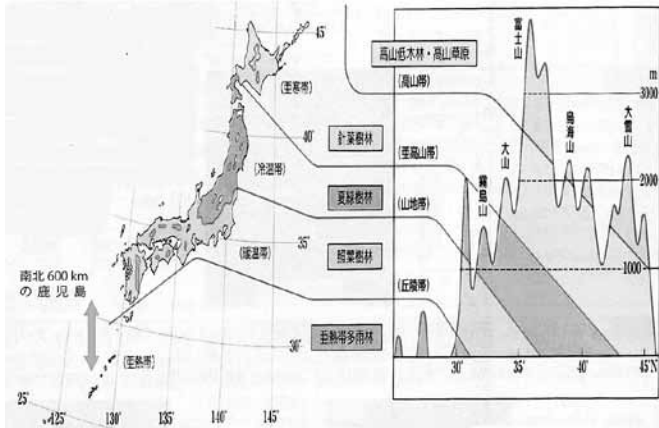 45°
(亜寒帯)
40°
(冷温帯)
35°
(暖温帯)
南北 600 km
の鹿児島
30°
(亜熱帯)
25°
125°
130°
135°
140°
145°
高山低木林・高山草原
針葉樹林
夏緑樹林
照葉樹林
亜熱帯多雨林
(高山帯)
(亜高山帯)
(山地帯)
(丘陵帯)
富士山
鳥海山
大雪山
大山
霧島山
m
3000
2000
1000
30°
35°
40°
45°N